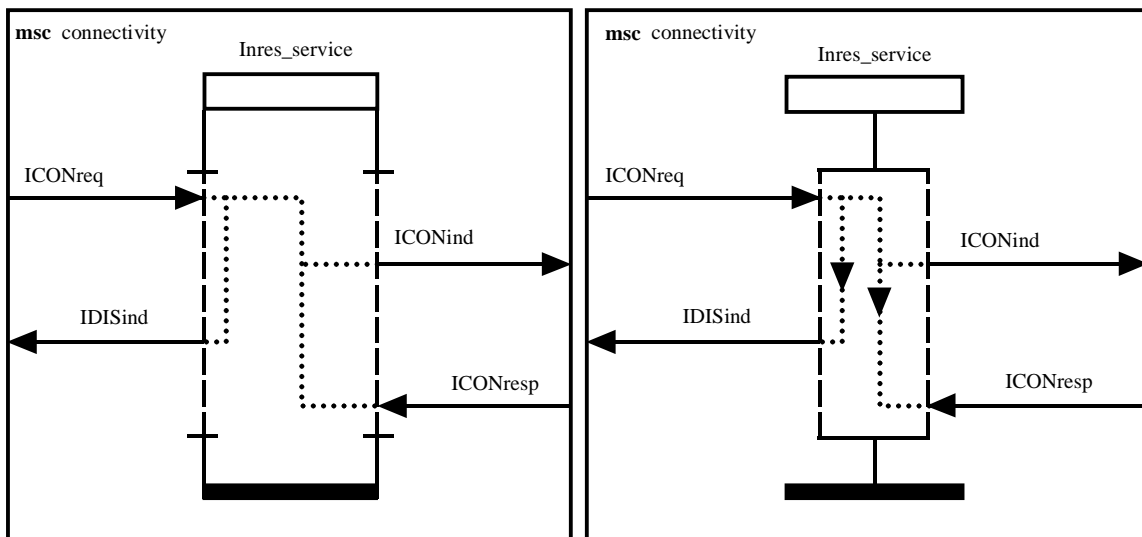 msc connectivity
Inres_service
ICONreq
ICONind
IDISind
ICONresp
msc connectivity
Inres_service
ICONreq
ICONind
IDISind
ICONresp